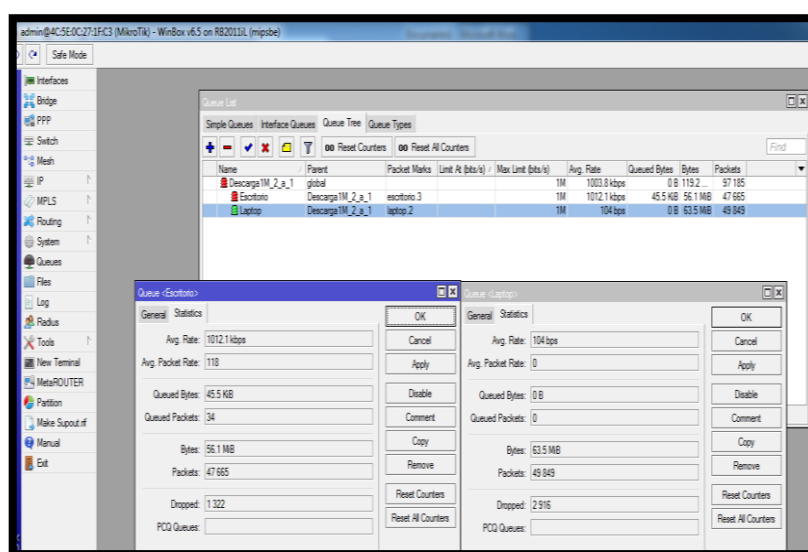 admin@4C:5E:0C:27:1F:C3 (MikroTik) - WinBox v6.5 on RB2011iL (mipsbe)
Safe Mode
Interfaces
Bridge
PPP
Switch
Mesh
IP
MPLS
Routing
System
Queues
Files
Log
Radius
Tools
New Terminal
MetaROUTER
Partition
Make Supout.rif
Manual
Exit
Queue List
Simple Queues Interface Queues Queue Tree Queue Types
00 Reset Counters 00 Reset All Counters Find
Name Parent Packet Marks Limit At (bits/s) Max Limit (bits/s) Avg. Rate Queued Bytes Bytes Packets
Descarga1M_2_a_1 global 1M 1003.8 kbps 0 B 119.2 ... 97 185
Escritorio Descarga1M_2_a_1 escritorio.3 1M 1012.1 kbps 45.5 KiB 56.1 MiB 47 665
Laptop Descarga1M_2_a_1 laptop.2 1M 104 bps 0 B 63.5 MiB 49 849
Queue <Escritorio>
General Statistics
Avg. Rate: 1012.1 kbps
Avg. Packet Rate: 118
Queued Bytes: 45.5 KiB
Queued Packets: 34
Bytes: 56.1 MiB
Packets: 47 665
Dropped: 1 322
PCQ Queues:
OK
Cancel
Apply
Disable
Comment
Copy
Remove
Reset Counters
Reset All Counters
Queue <Laptop>
General Statistics
Avg. Rate: 104 bps
Avg. Packet Rate: 0
Queued Bytes: 0 B
Queued Packets: 0
Bytes: 63.5 MiB
Packets: 49 849
Dropped: 2 916
PCQ Queues:
OK
Cancel
Apply
Disable
Comment
Copy
Remove
Reset Counters
Reset All Counters